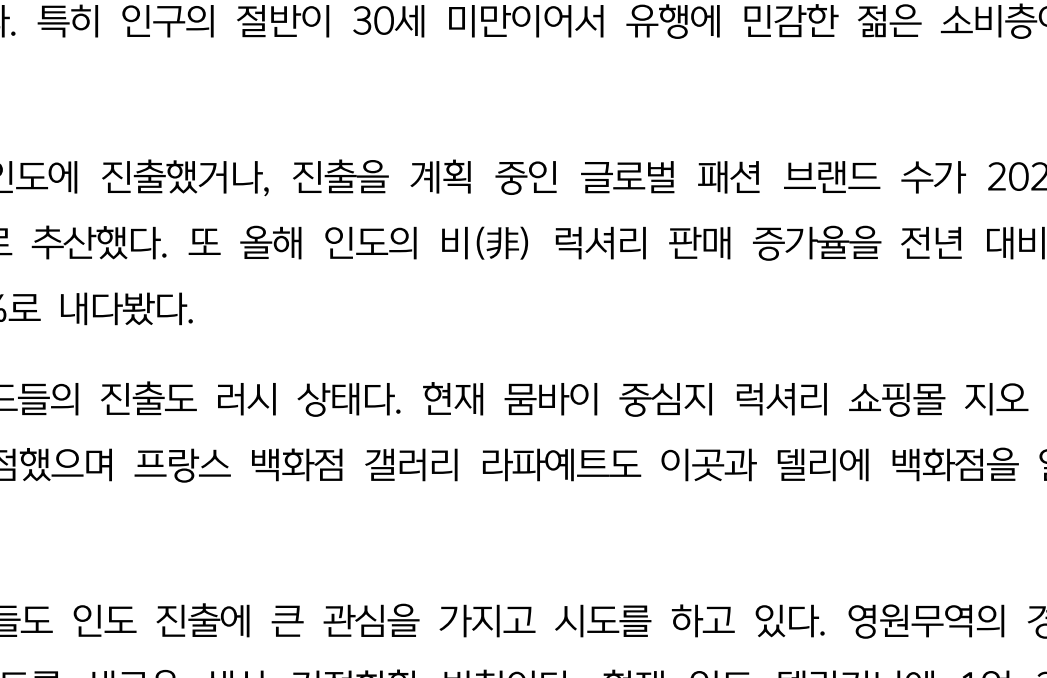 다. 특히 인구의 절반이 30세 미만이어서 유행에 민감한 젊은 소비층이
인도에 진출했거나, 진출을 계획 중인 글로벌 패션 브랜드 수가 202
로 추산했다. 또 올해 인도의 비(非) 럭셔리 판매 증가율을 전년 대비
%로 내다봤다.
드들의 진출도 러시 상태다. 현재 뭄바이 중심지 럭셔리 쇼핑몰 지오
점했으며 프랑스 백화점 갤러리 라파예트도 이곳과 델리에 백화점을
들도 인도 진출에 큰 관심을 가지고 시도를 하고 있다. 영원무역의